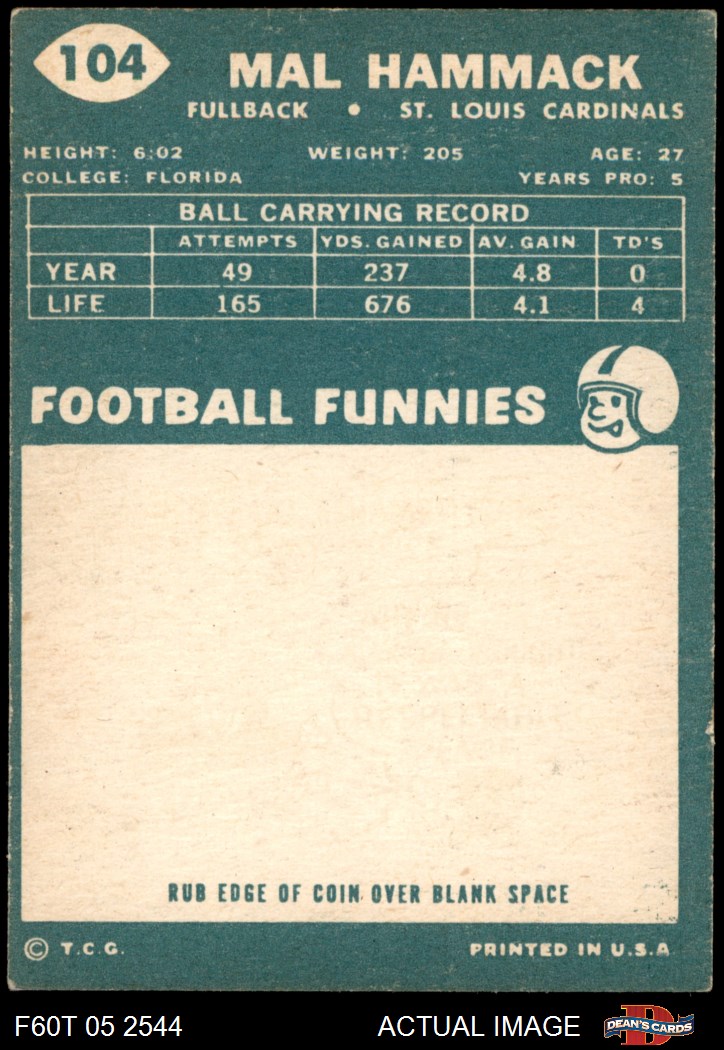 104
MAL HAMMACK
FULLBACK • ST. LOUIS CARDINALS
HEIGHT: 6:02 WEIGHT: 205 AGE: 27
COLLEGE: FLORIDA YEARS PRO: 5
BALL CARRYING RECORD
ATTEMPTS YDS. GAINED AV. GAIN TD'S
YEAR 49 237 4.8 0
LIFE 165 676 4.1 4
FOOTBALL FUNNIES
RUB EDGE OF COIN OVER BLANK SPACE
© T.C.G. PRINTED IN U.S.A
F60T 05 2544 ACTUAL IMAGE D DEAN'S CARDS